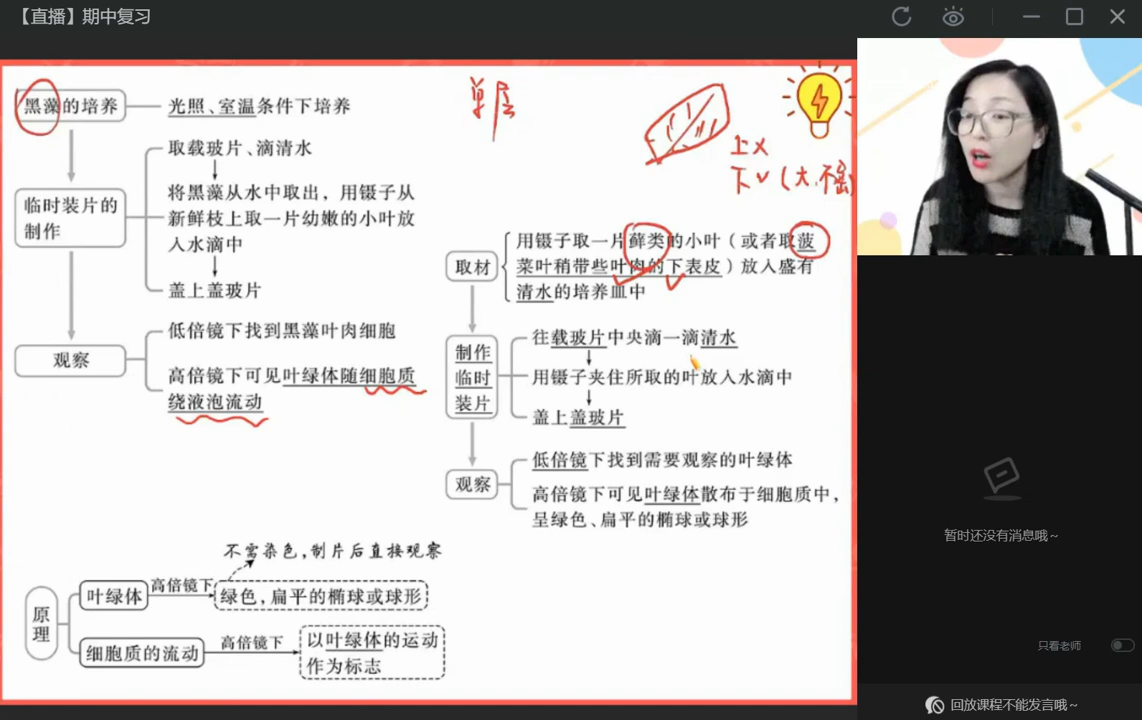 【直播】期中复习
单层
黑藻的培养
光照、室温条件下培养
取载玻片、滴清水
临时装片的
制作
将黑藻从水中取出，用镊子从
新鲜枝上取一片幼嫩的小叶放
入水滴中
盖上盖玻片
观察
低倍镜下找到黑藻叶肉细胞
高倍镜下可见叶绿体随细胞质
绕液泡流动
上×
下√(大,不密)
取材
用镊子取一片藓类的小叶（或者取菠
菜叶稍带些叶肉的下表皮）放入盛有
清水的培养皿中
制作
临时
装片
往载玻片中央滴一滴清水
用镊子夹住所取的叶放入水滴中
盖上盖玻片
观察
低倍镜下找到需要观察的叶绿体
高倍镜下可见叶绿体散布于细胞质中，
呈绿色、扁平的椭球或球形
不需染色，制片后直接观察
原理
叶绿体
高倍镜下
绿色，扁平的椭球或球形
细胞质的流动
高倍镜下
以叶绿体的运动
作为标志
暂时还没有消息哦～
只看老师
回放课程不能发言哦～